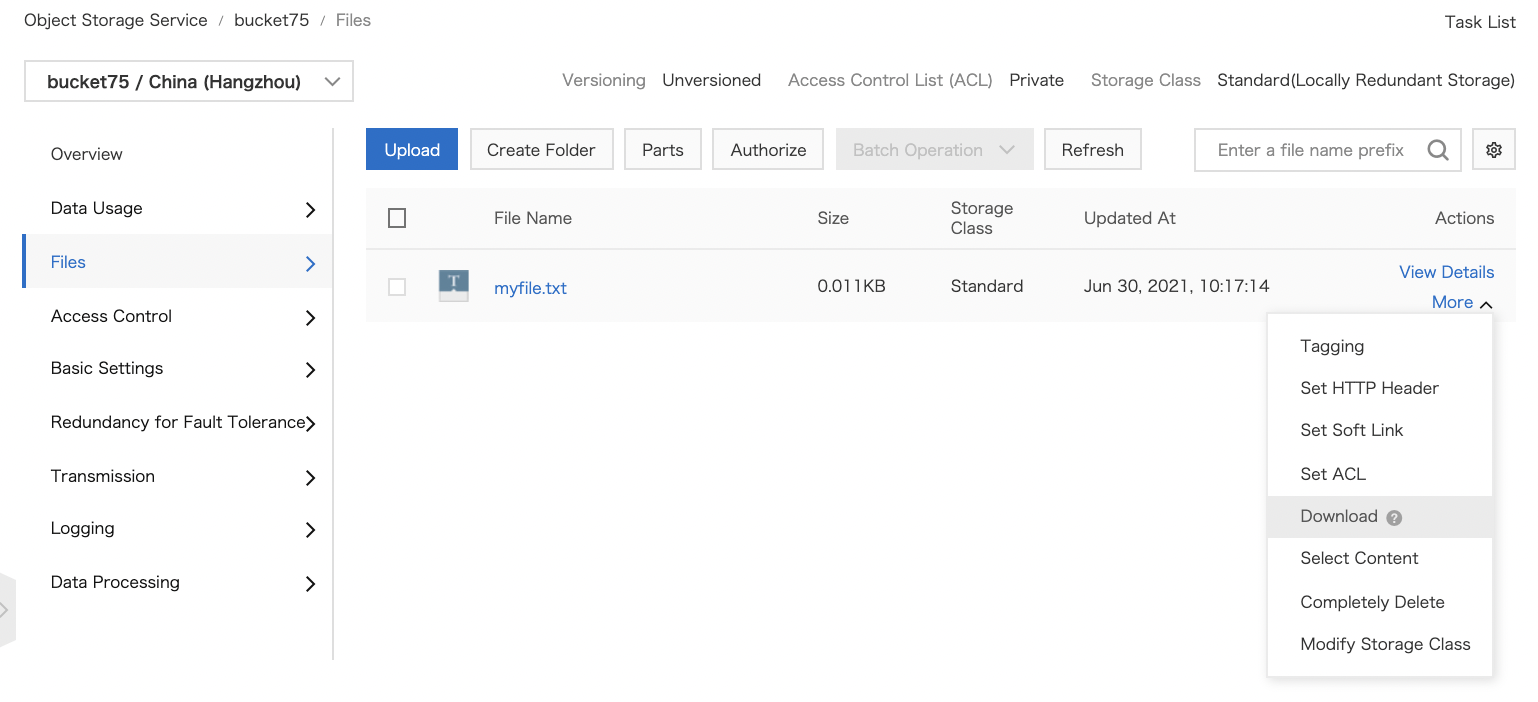 Object Storage Service / bucket75 / Files
Task List
bucket75 / China (Hangzhou)
Versioning Unversioned Access Control List (ACL) Private Storage Class Standard(Locally Redundant Storage)
Overview
Data Usage
Files
Access Control
Basic Settings
Redundancy for Fault Tolerance
Transmission
Logging
Data Processing
Upload Create Folder Parts Authorize Batch Operation Refresh Enter a file name prefix
File Name Size Storage Class Updated At Actions
T myfile.txt 0.011KB Standard Jun 30, 2021, 10:17:14 View Details
More
Tagging
Set HTTP Header
Set Soft Link
Set ACL
Download ?
Select Content
Completely Delete
Modify Storage Class